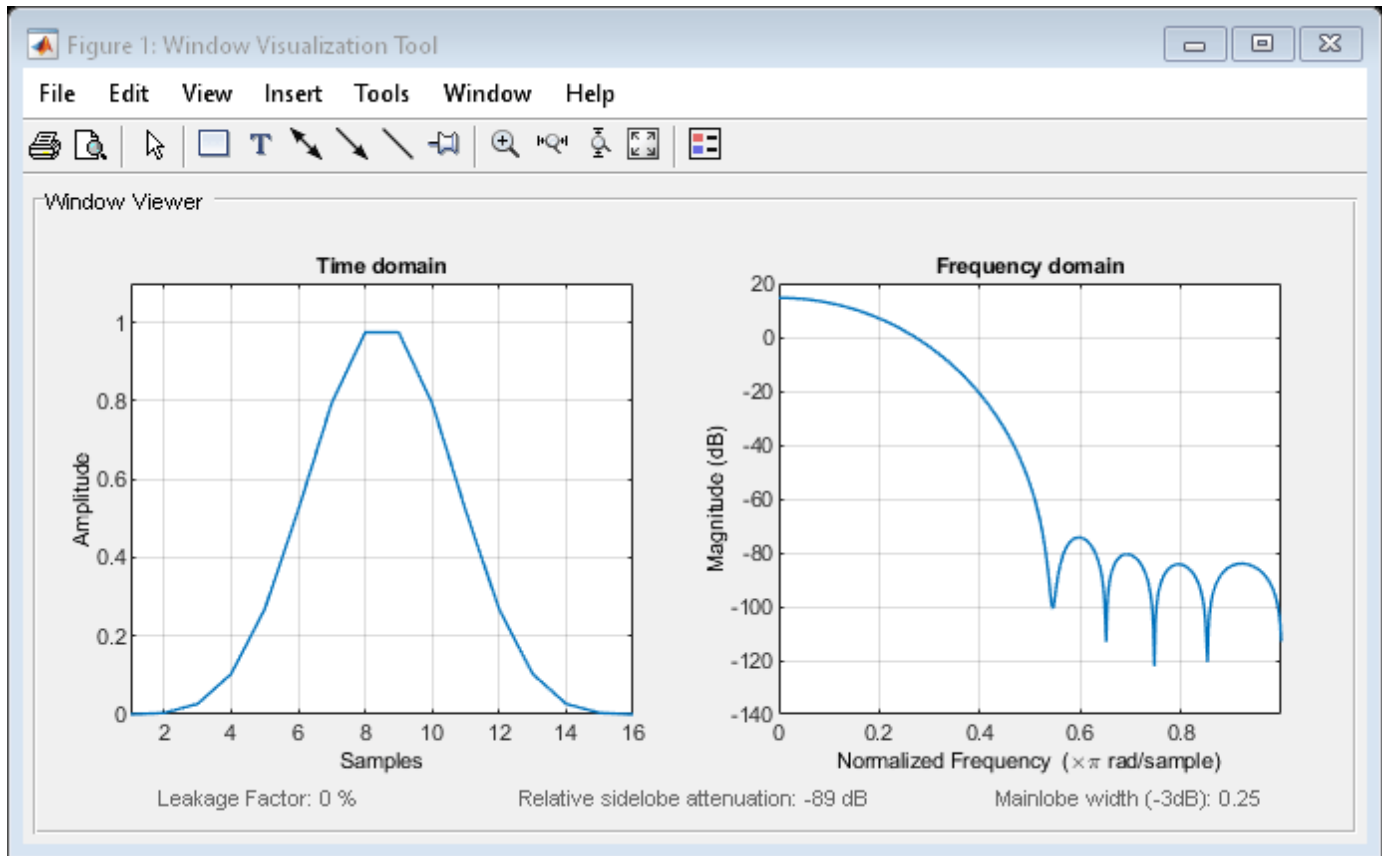 Figure 1: Window Visualization Tool
File Edit View Insert Tools Window Help
T
Window Viewer
Time domain
1
0.8
0.6
0.4
0.2
0
Amplitude
2 4 6 8 10 12 14 16
Samples
Frequency domain
20
0
-20
-40
-60
-80
-100
-120
-140
Magnitude (dB)
0 0.2 0.4 0.6 0.8
Normalized Frequency (×π rad/sample)
Leakage Factor: 0 % Relative sidelobe attenuation: -89 dB Mainlobe width (-3dB): 0.25